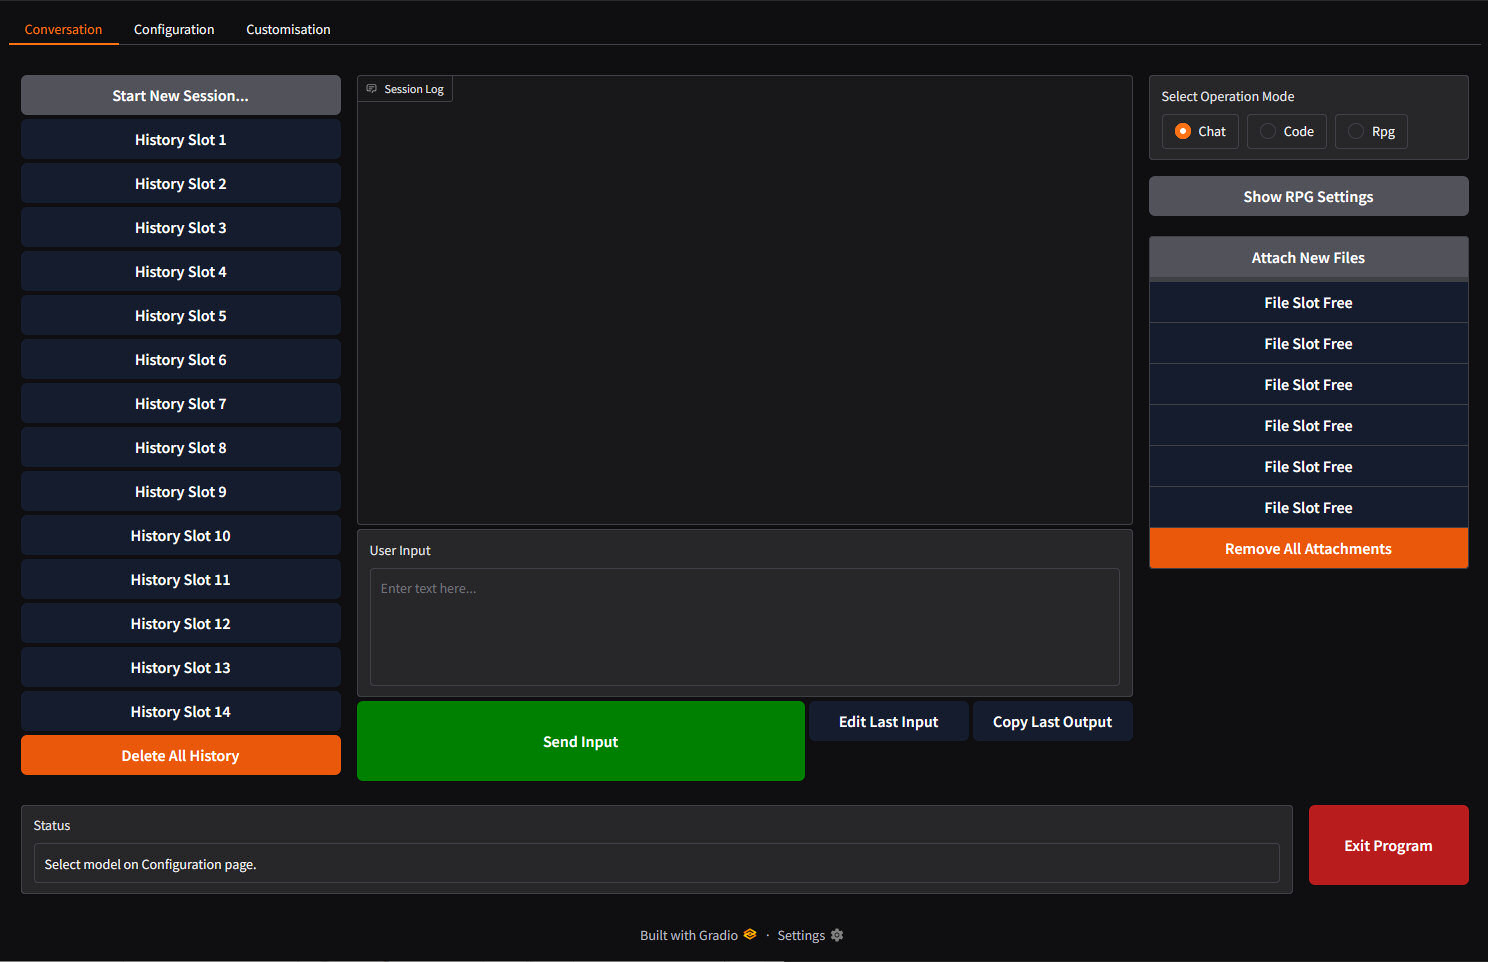 Conversation
Configuration
Customisation
Start New Session...
History Slot 1
History Slot 2
History Slot 3
History Slot 4
History Slot 5
History Slot 6
History Slot 7
History Slot 8
History Slot 9
History Slot 10
History Slot 11
History Slot 12
History Slot 13
History Slot 14
Delete All History
Session Log
User Input
Enter text here...
Send Input
Edit Last Input
Copy Last Output
Select Operation Mode
Chat
Code
Rpg
Show RPG Settings
Attach New Files
File Slot Free
File Slot Free
File Slot Free
File Slot Free
File Slot Free
File Slot Free
Remove All Attachments
Status
Select model on Configuration page.
Exit Program
Built with Gradio · Settings